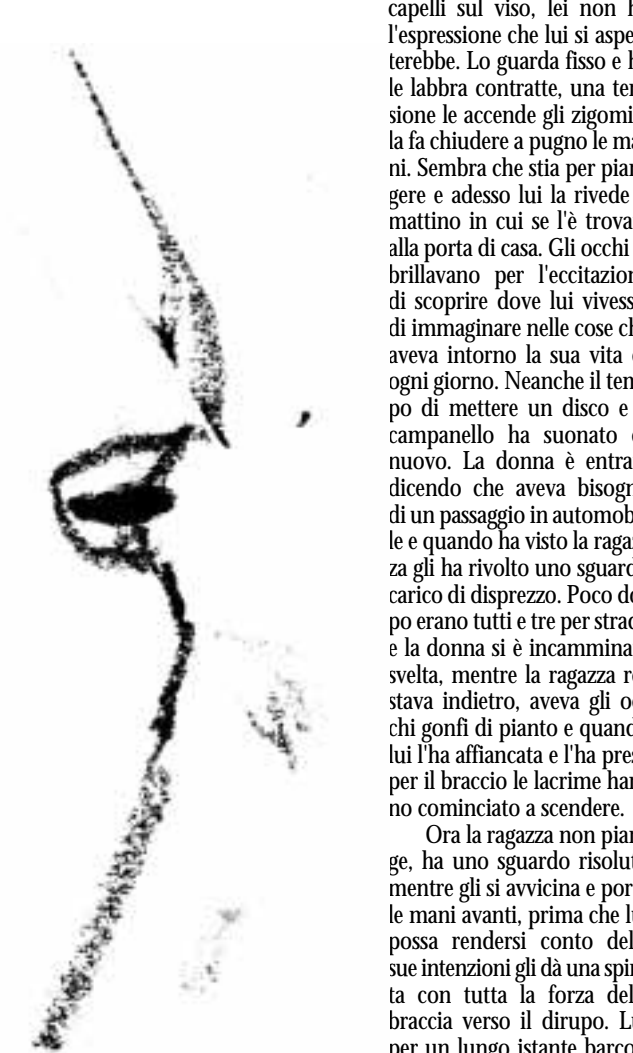 capelli sul viso, lei non h
l'espressione che lui si aspe
terebbe. Lo guarda fisso e h
le labbra contratte, una ten
sione le accende gli zigomi
la fa chiudere a pugno le ma
ni. Sembra che stia per pian
gere e adesso lui la rivede
mattino in cui se l'è trova
alla porta di casa. Gli occhi
brillavano per l'eccitazion
di scoprire dove lui vivess
di immaginare nelle cose ch
aveva intorno la sua vita
ogni giorno. Neanche il tem
po di mettere un disco e
campanello ha suonato
nuovo. La donna è entra
dicendo che aveva bisogn
di un passaggio in automob
le e quando ha visto la ragaz
za gli ha rivolto uno sguard
carico di disprezzo. Poco do
po erano tutti e tre per strad
e la donna si è incammina
svelta, mentre la ragazza re
stava indietro, aveva gli oc
chi gonfi di pianto e quand
lui l'ha affiancata e l'ha pres
per il braccio le lacrime han
no cominciato a scendere.
Ora la ragazza non pian
ge, ha uno sguardo risolut
mentre gli si avvicina e por
le mani avanti, prima che lu
possa rendersi conto del
sue intenzioni gli dà una spin
ta con tutta la forza del
braccia verso il dirupo. Lu
per un lungo istante barco